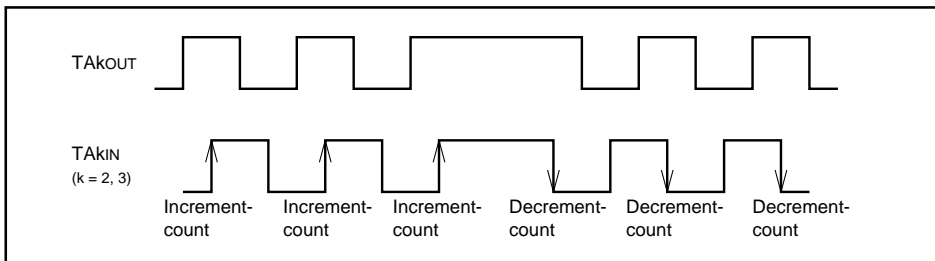 TAkOUT
TAkIN
(k = 2, 3)
Increment-
count
Increment-
count
Increment-
count
Decrement-
count
Decrement-
count
Decrement-
count